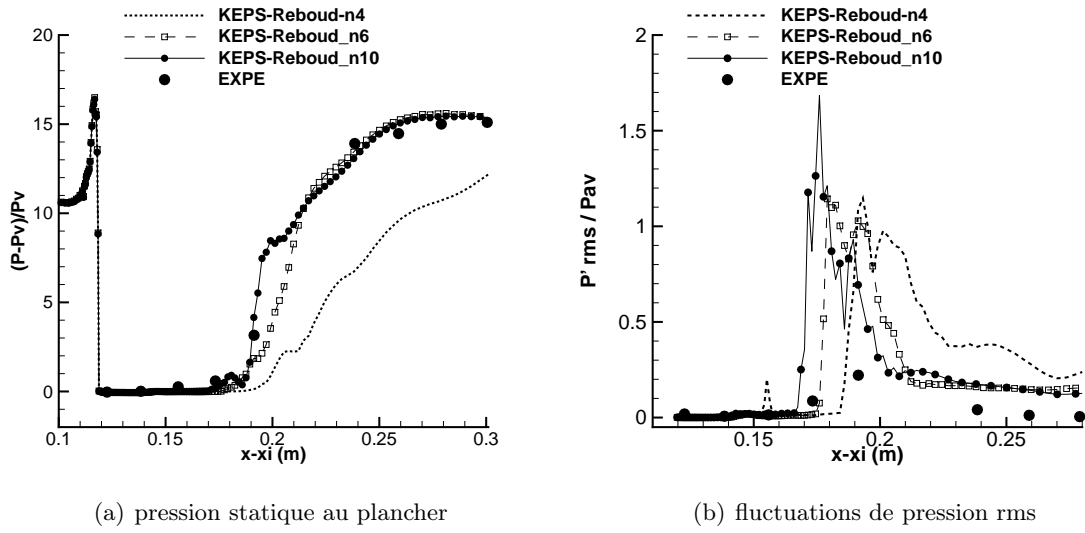 KEPS-Reboud-n4
KEPS-Reboud_n6
KEPS-Reboud_n10
EXPE
(P-Pv)/Pv
20
15
10
5
0
0.1 0.15 0.2 0.25 0.3
x-xi (m)
(a) pression statique au plancher
KEPS-Reboud-n4
KEPS-Reboud_n6
KEPS-Reboud_n10
EXPE
P' rms / Pav
2
1.5
1
0.5
0
0.15 0.2 0.25
x-xi (m)
(b) fluctuations de pression rms